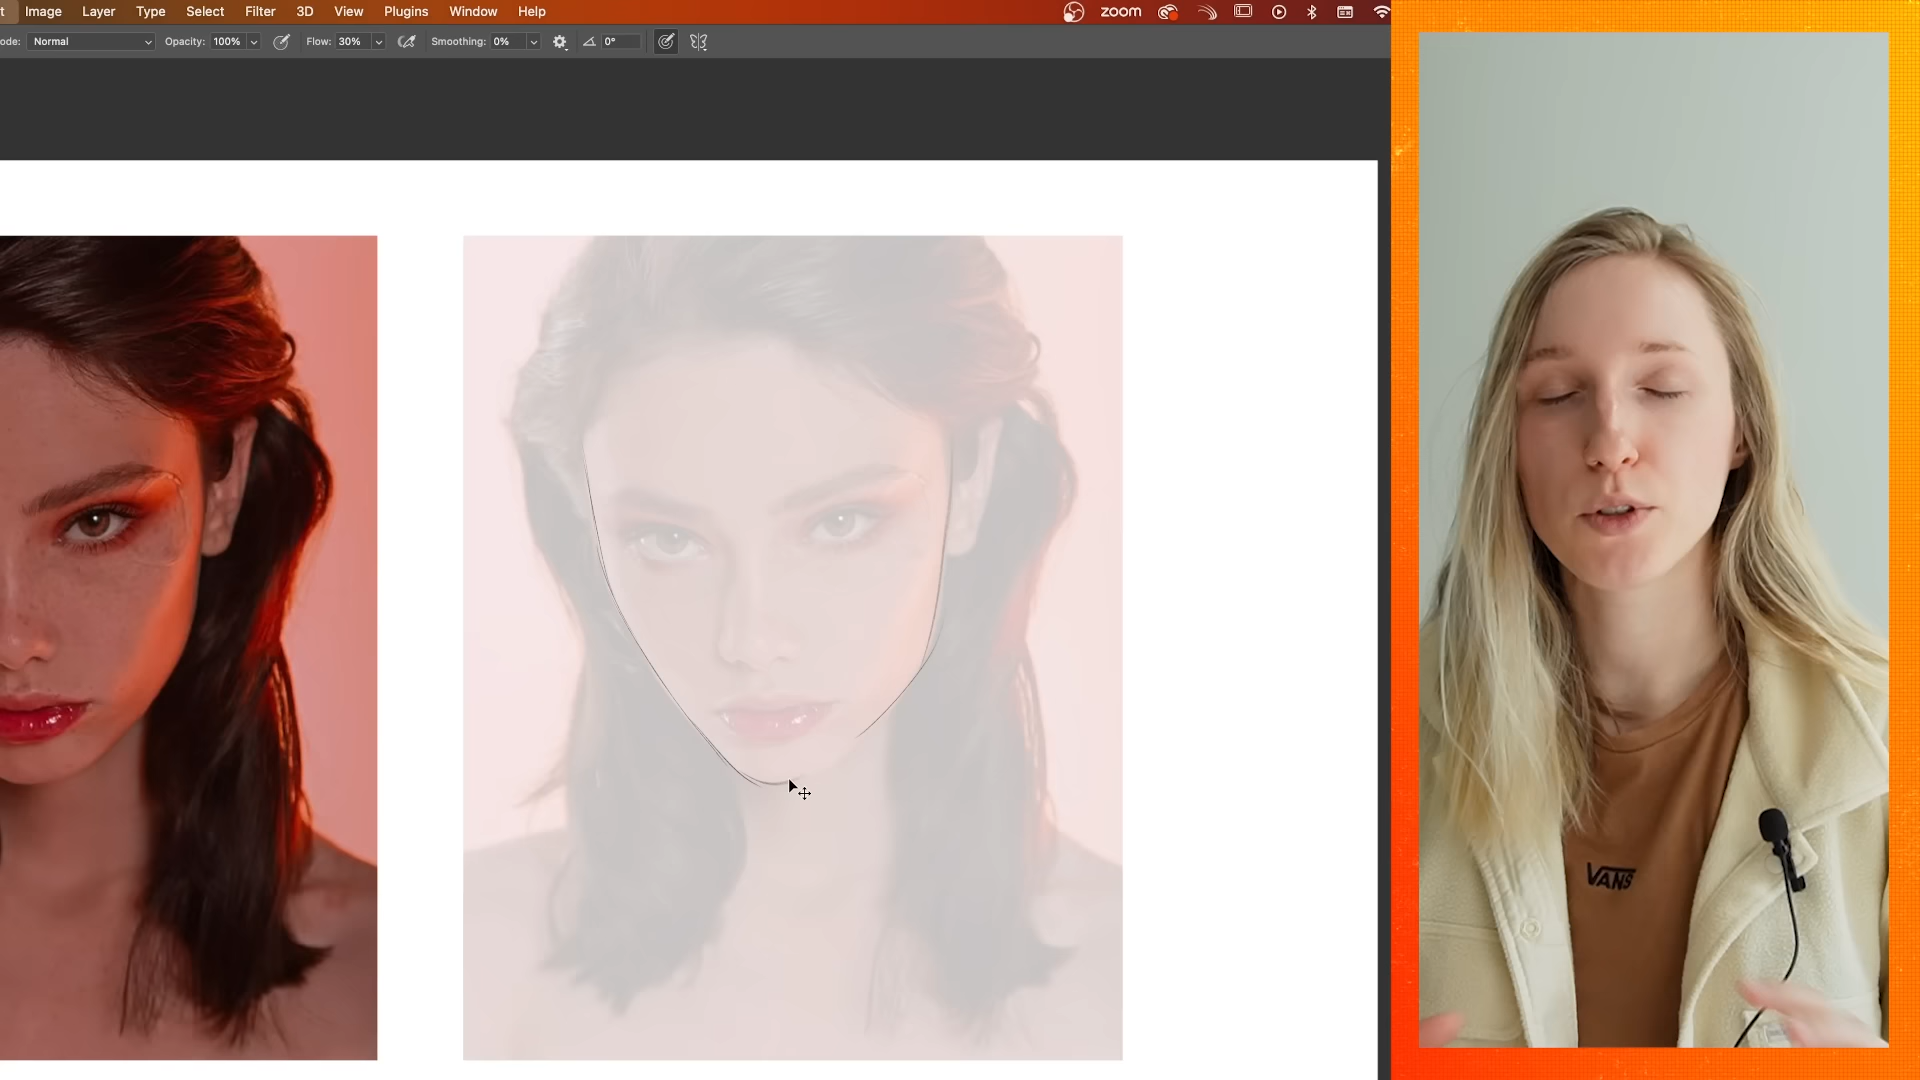 t Image Layer Type Select Filter 3D View Plugins Window Help zoom
ode: Normal Opacity: 100% Flow: 30% Smoothing: 0% 0°
VANS